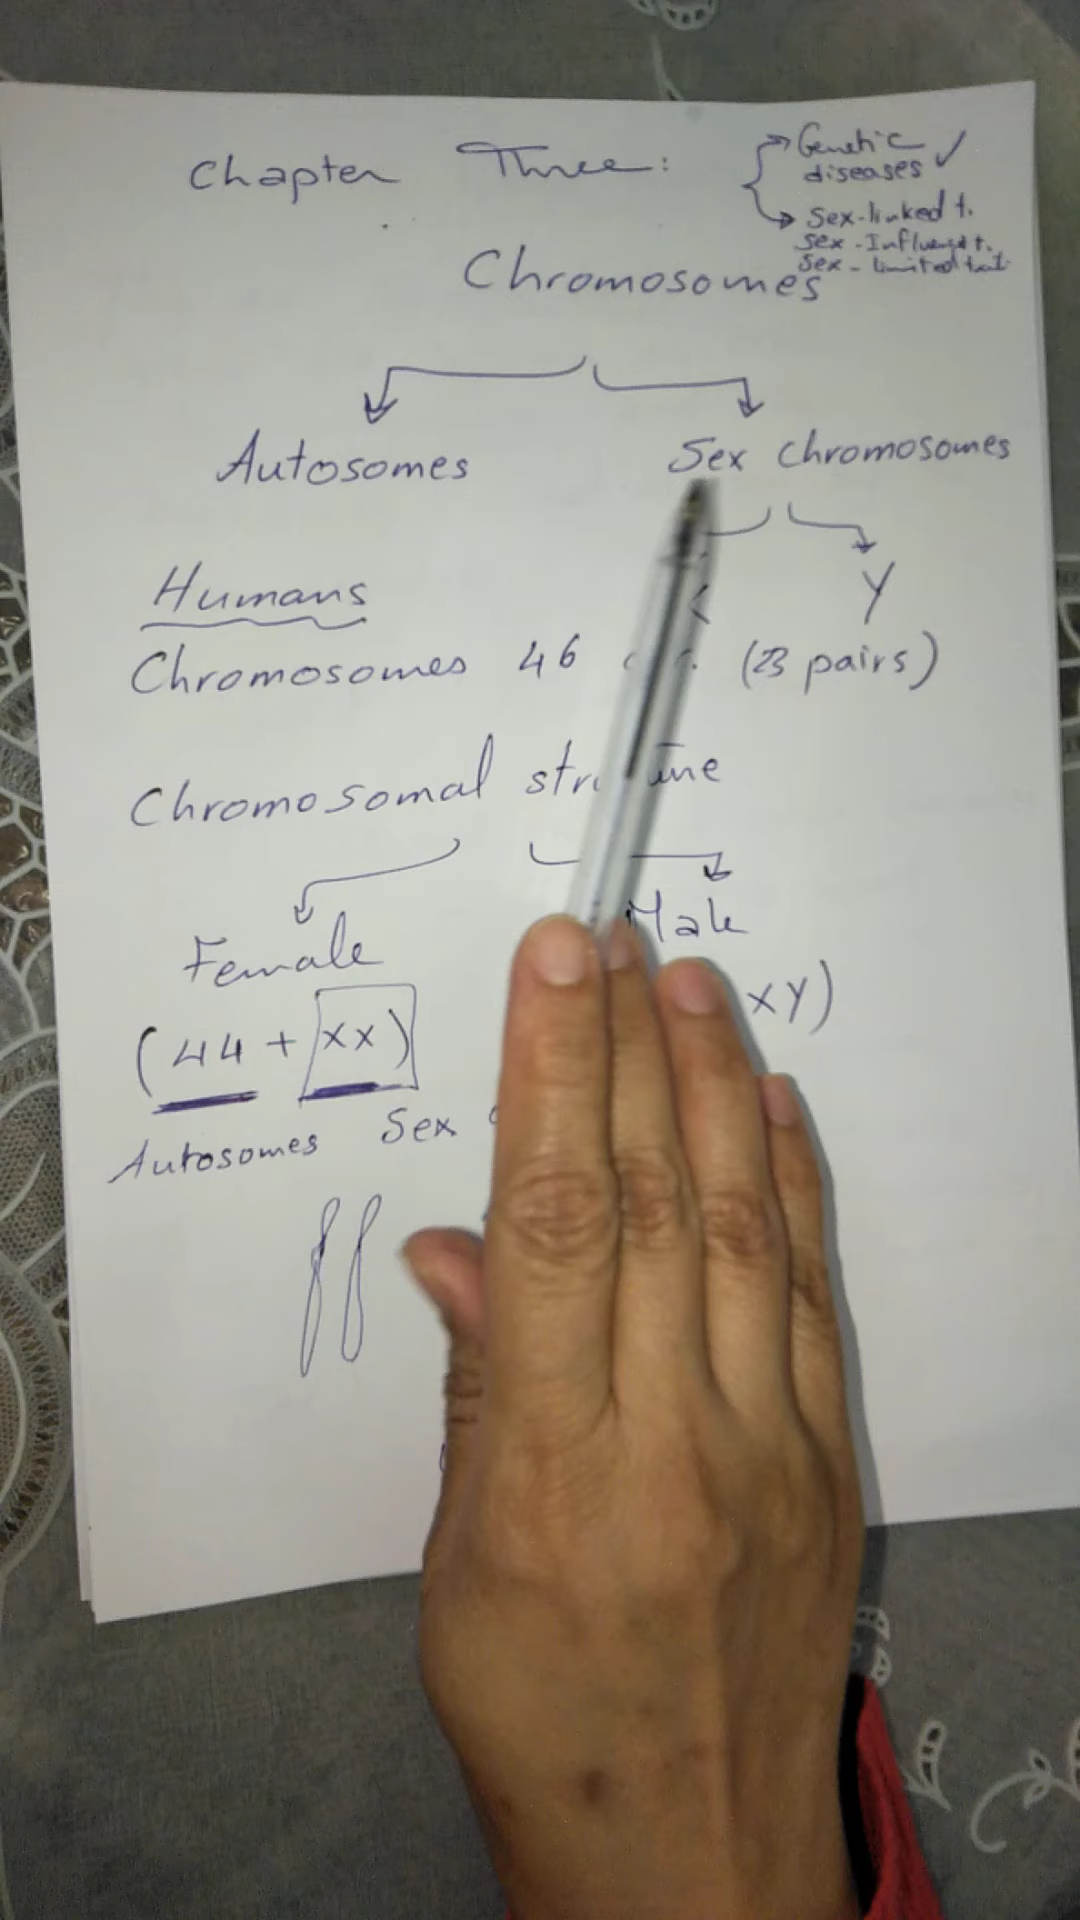 Chapter Three:
Genetic
diseases ✓
Sex-linked t.
Sex-Influenced t.
Sex-limited trait
Chromosomes
Autosomes
Sex chromosomes
Y
Humans
Chromosomes 46 (23 pairs)
Chromosomal
Female
Male
(44 + xx)
xy)
Autosomes Sex